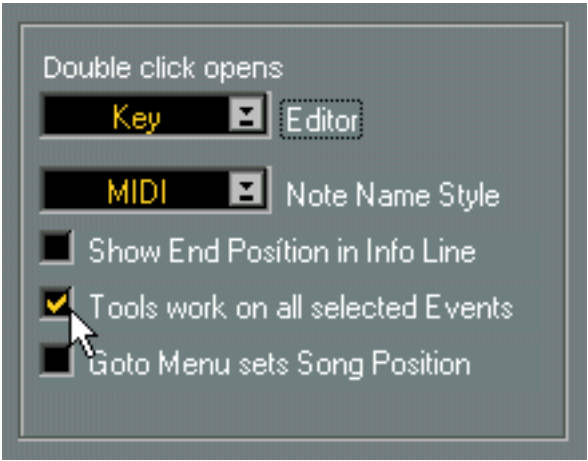 Double click opens
Key Editor
MIDI Note Name Style
Show End Position in Info Line
Tools work on all selected Events
Goto Menu sets Song Position